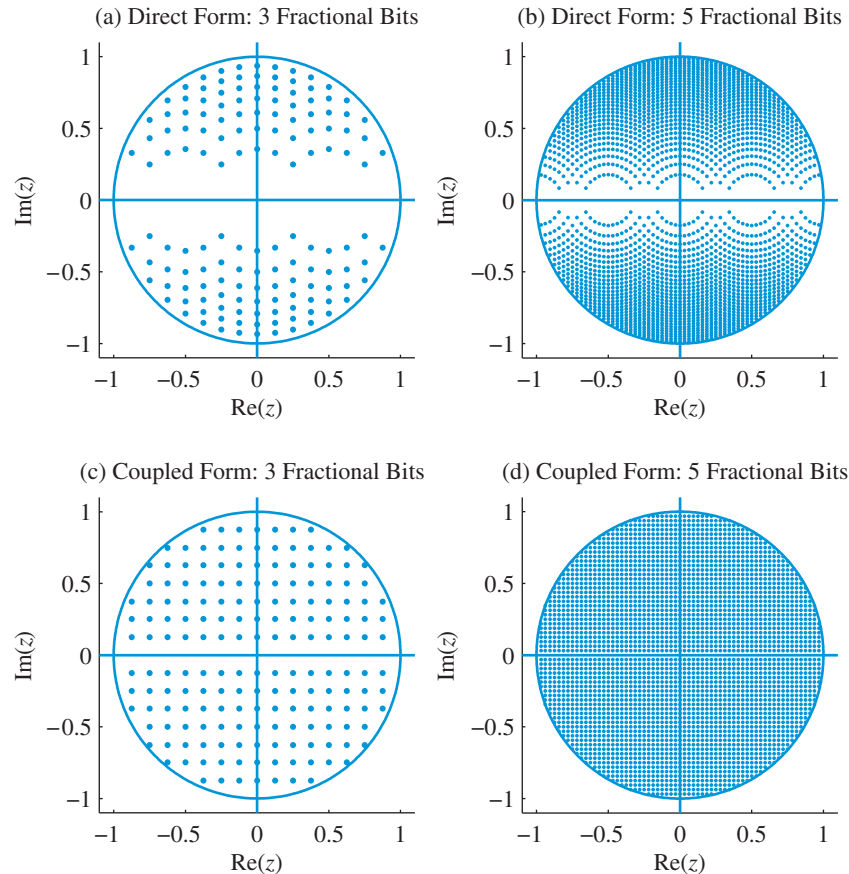 (a) Direct Form: 3 Fractional Bits
1
0.5
0
−0.5
−1
Im(z)
−1 −0.5 0 0.5 1
Re(z)
(b) Direct Form: 5 Fractional Bits
1
0.5
0
−0.5
−1
Im(z)
−1 −0.5 0 0.5 1
Re(z)
(c) Coupled Form: 3 Fractional Bits
1
0.5
0
−0.5
−1
Im(z)
−1 −0.5 0 0.5 1
Re(z)
(d) Coupled Form: 5 Fractional Bits
1
0.5
0
−0.5
−1
Im(z)
−1 −0.5 0 0.5 1
Re(z)